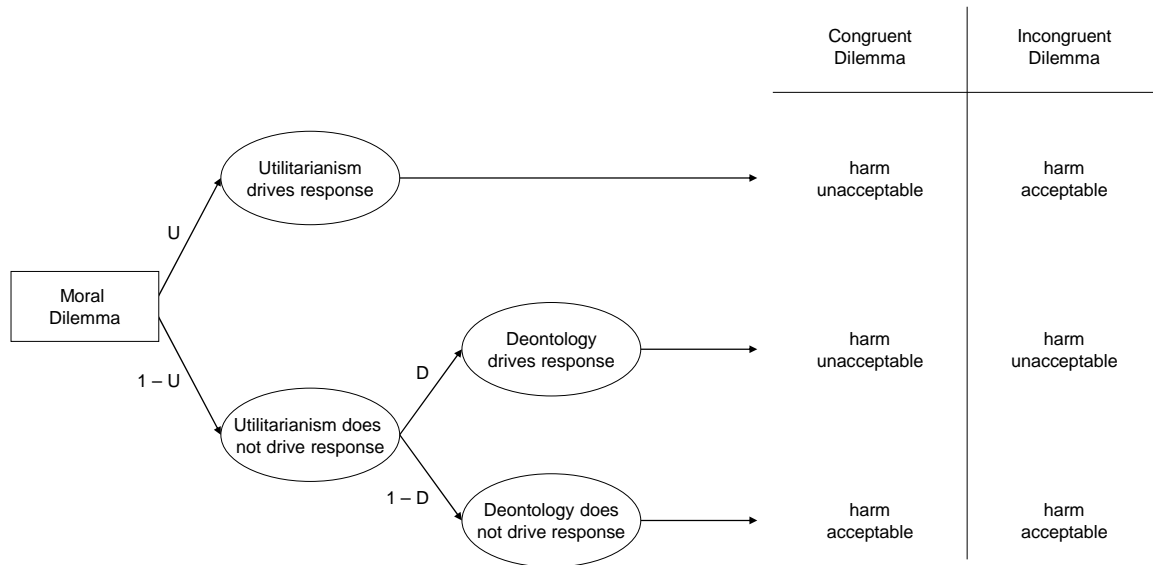 Congruent
Dilemma
Incongruent
Dilemma
Utilitarianism
drives response
harm
unacceptable
harm
acceptable
U
Moral
Dilemma
Deontology
drives response
harm
unacceptable
harm
unacceptable
1 – U
D
Utilitarianism does
not drive response
1 – D
Deontology does
not drive response
harm
acceptable
harm
acceptable